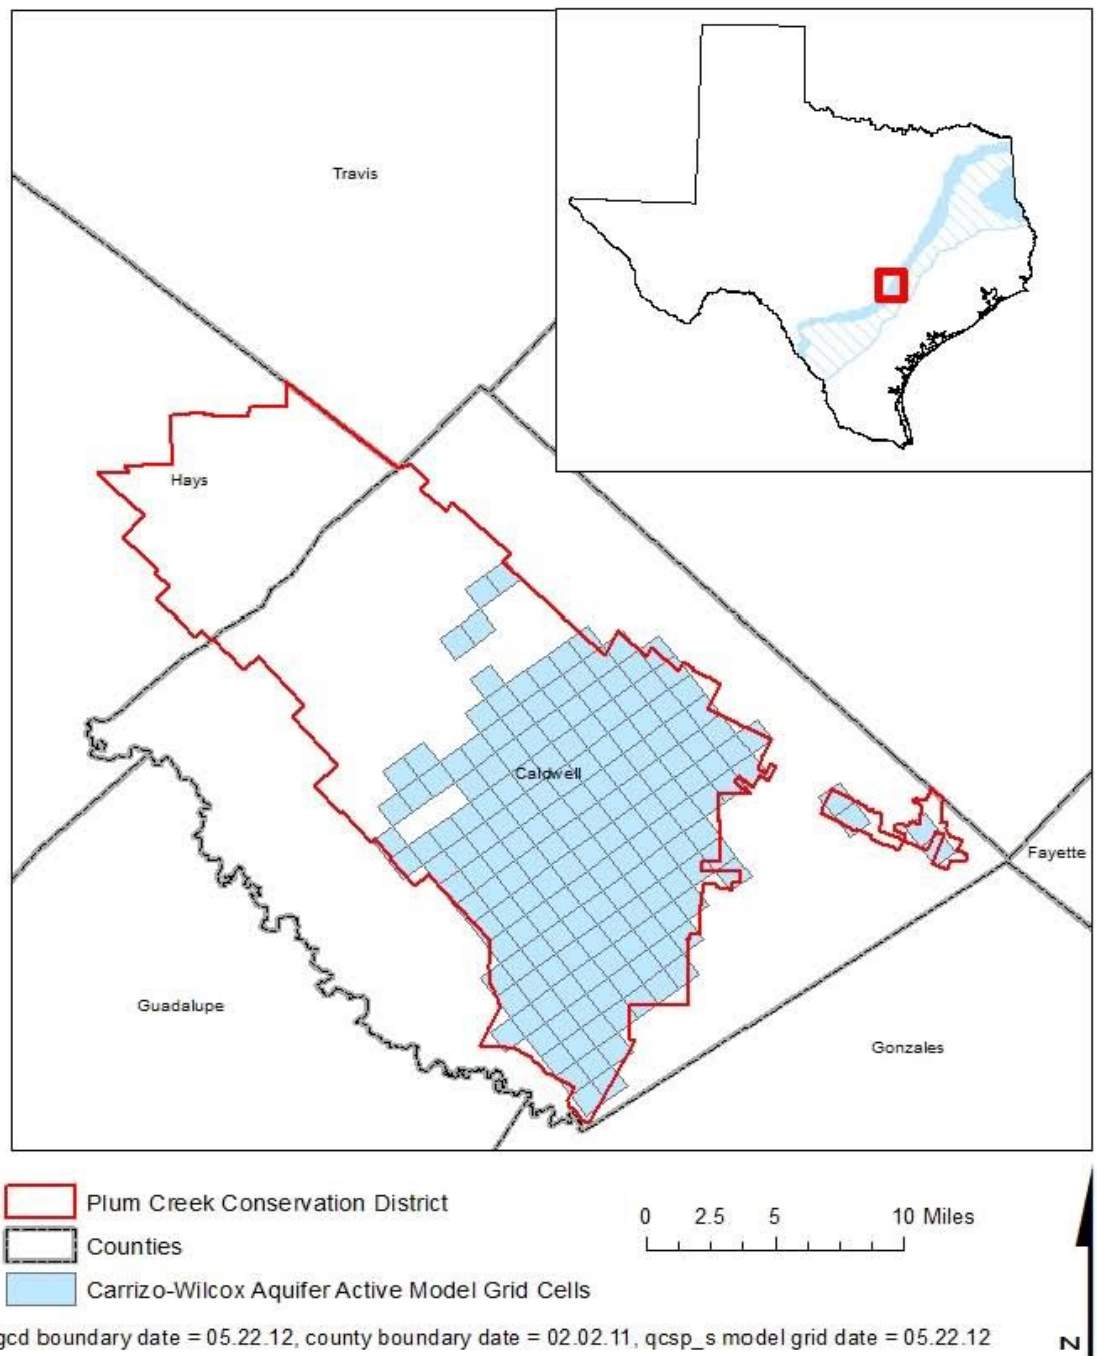 Travis
Hays
Caldwell
Fayette
Guadalupe
Gonzales
Plum Creek Conservation District
Counties
Carrizo-Wilcox Aquifer Active Model Grid Cells
0 2.5 5 10 Miles
gcd boundary date = 05.22.12, county boundary date = 02.02.11, qcsp_s model grid date = 05.22.12
N